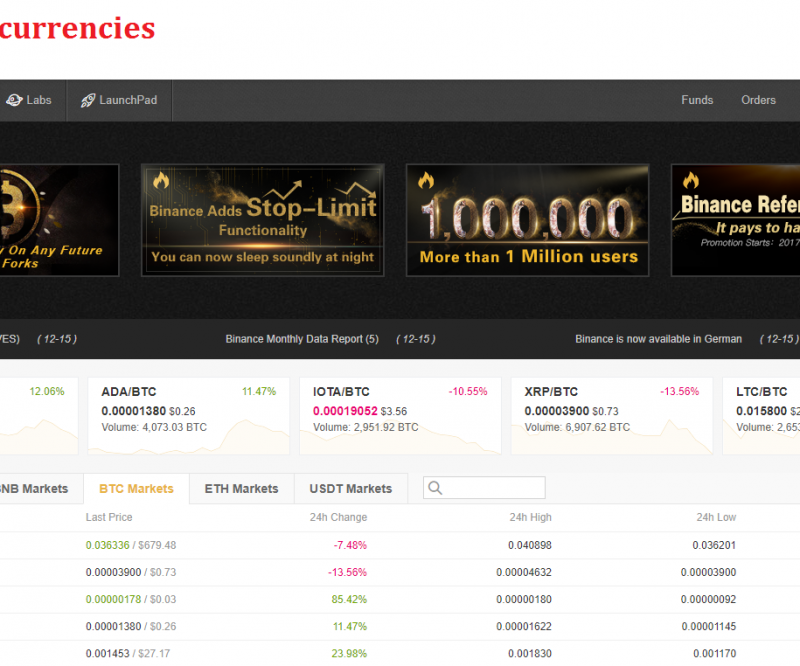 currencies
Labs
LaunchPad
Funds
Orders
On Any Future
Forks
Binance Adds Stop-Limit
Functionality
You can now sleep soundly at night
1,000,000
More than 1 Million users
Binance
It pays to
Promotion Starts: 2017
( 12-15 )
Binance Monthly Data Report (5) ( 12-15 )
Binance is now available in German ( 12-15 )
12.06%
ADA/BTC 11.47%
0.00001380 $0.26
Volume: 4,073.03 BTC
IOTA/BTC -10.55%
0.00019052 $3.56
Volume: 2,951.92 BTC
XRP/BTC -13.56%
0.00003900 $0.73
Volume: 6,907.62 BTC
LTC/BTC
0.015800
Volume:
Markets
BTC Markets
ETH Markets
USDT Markets
Last Price 24h Change 24h High 24h Low
0.036336 / $679.48 -7.48% 0.040898 0.036201
0.00003900 / $0.73 -13.56% 0.00004632 0.00003900
0.00000178 / $0.03 85.42% 0.00000180 0.00000092
0.00001380 / $0.26 11.47% 0.00001622 0.00001145
0.001453 / $27.17 23.98% 0.001830 0.001170